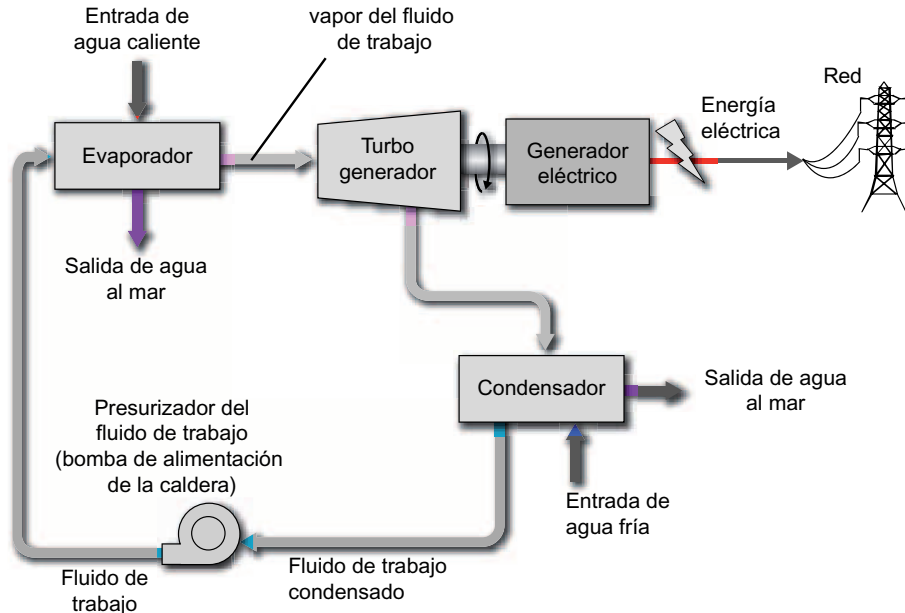 Entrada de
agua caliente
vapor del fluido
de trabajo
Red
Energía
eléctrica
Evaporador
Turbo
generador
Generador
eléctrico
Salida de agua
al mar
Condensador
Salida de agua
al mar
Presurizador del
fluido de trabajo
(bomba de alimentación
de la caldera)
Entrada de
agua fría
Fluido de
trabajo
Fluido de trabajo
condensado